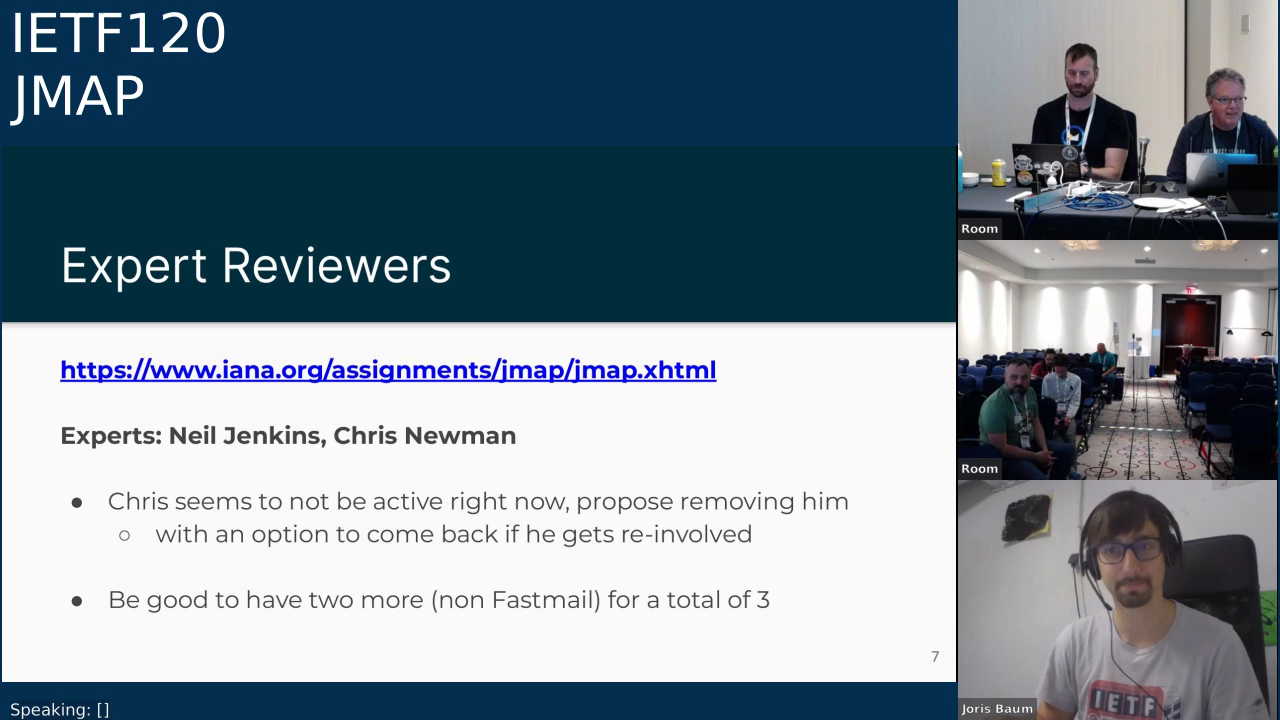 IETF120
JMAP
Expert Reviewers
https://www.iana.org/assignments/jmap/jmap.xhtml
Experts: Neil Jenkins, Chris Newman
● Chris seems to not be active right now, propose removing him
○ with an option to come back if he gets re-involved
● Be good to have two more (non Fastmail) for a total of 3
7
Speaking: []
Room
Room
Joris Baum
IETF